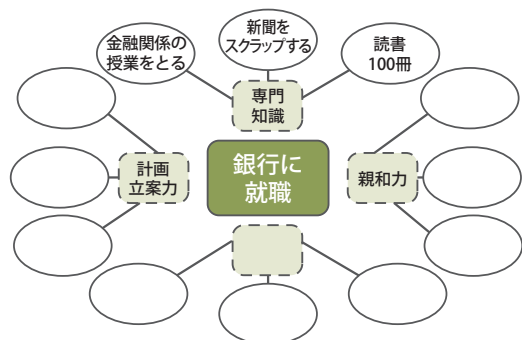 金融関係の
授業をとる
新聞を
スクラップする
読書
100冊
専門
知識
計画
立案力
銀行に
就職
親和力